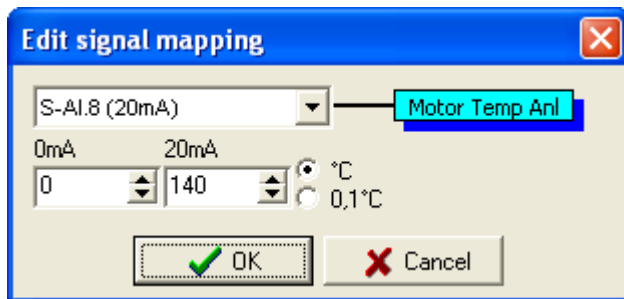 Edit signal mapping
S-AI.8 (20mA)
Motor Temp Anl
0mA 20mA
0 140
°C
0,1°C
OK Cancel